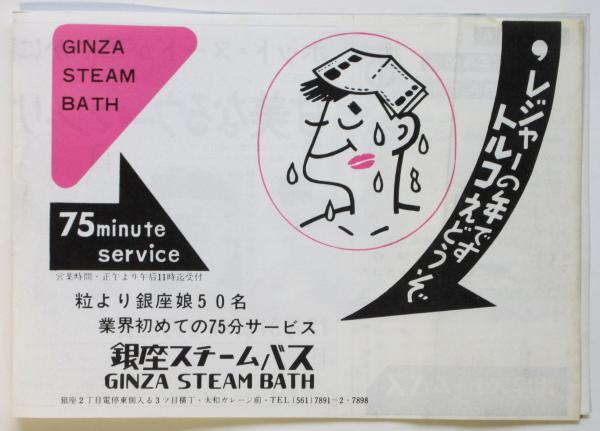 GINZA
STEAM
BATH
75minute
service
営業時間・正午より午后11時迄受付
粒より銀座娘50名
業界初めての75分サービス
銀座スチームバス
GINZA STEAM BATH
銀座2丁目電停東側入る3ツ目横丁・大和ガレージ前・TEL (561) 7891〜2・7898
，レジャーの年です
トルコえどうぞ